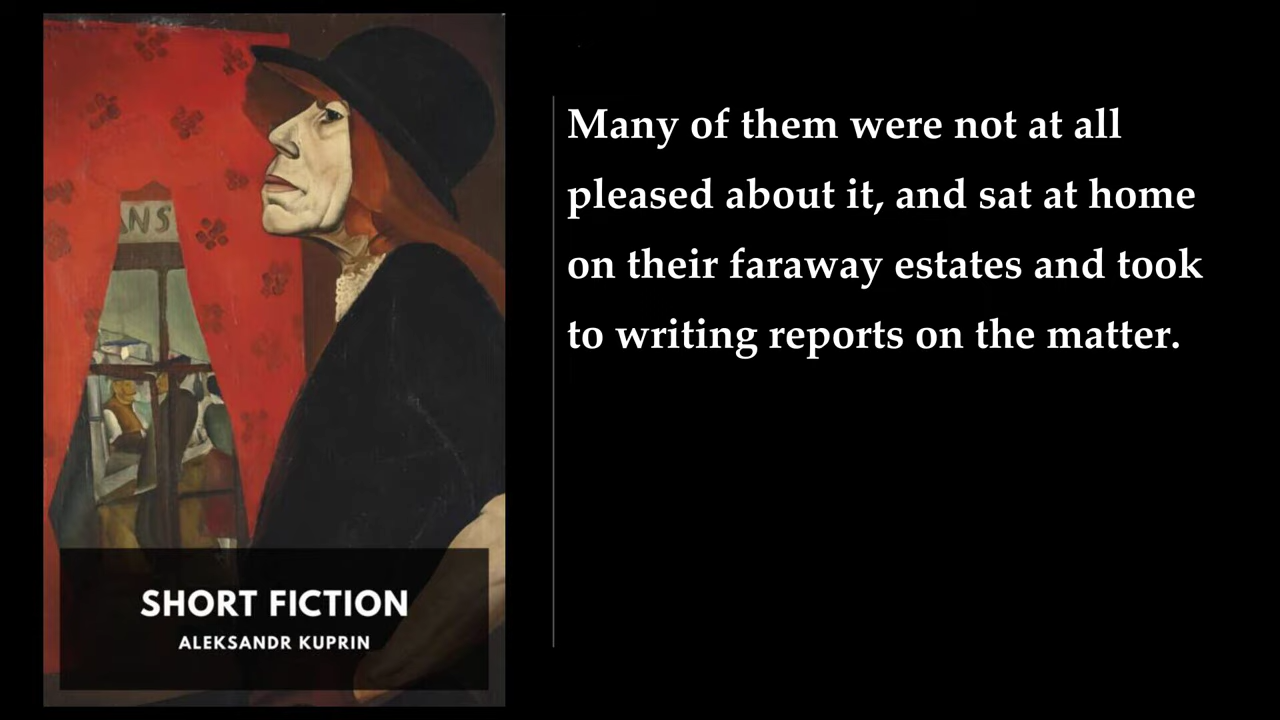 NS
SHORT FICTION
ALEKSANDR KUPRIN
Many of them were not at all
pleased about it, and sat at home
on their faraway estates and took
to writing reports on the matter.